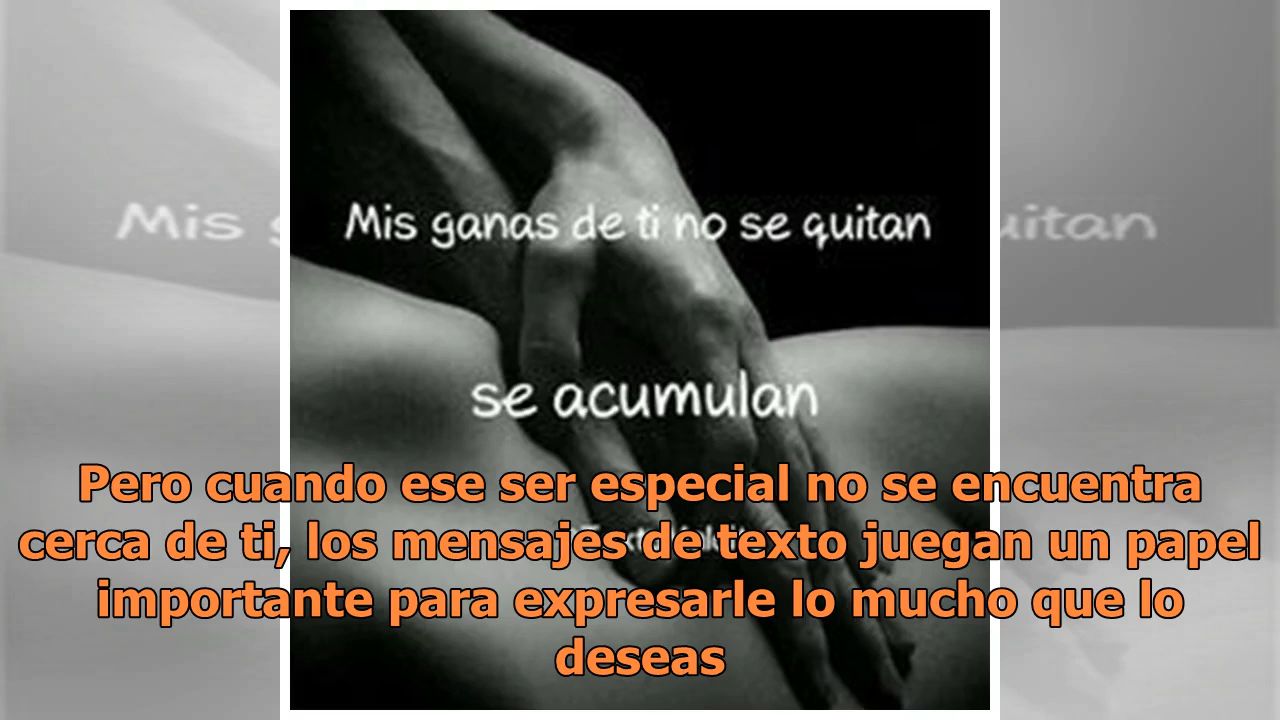 Mis ganas de ti no se quitan
se acumulan
Pero cuando ese ser especial no se encuentra
cerca de ti, los mensajes de texto juegan un papel
importante para expresarle lo mucho que lo
deseas